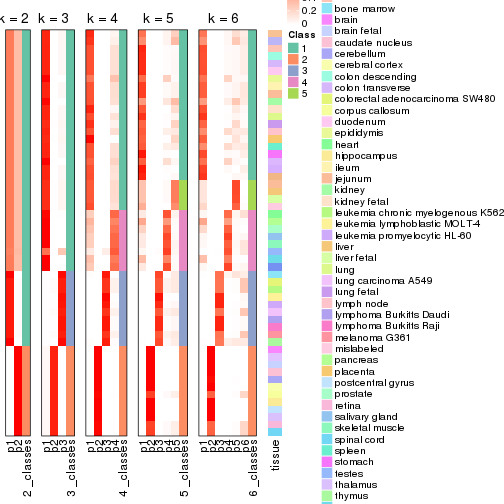 k = 2 k = 3 k = 4 k = 5 k = 6
0.2
0
Class
1
2
3
4
5
bone marrow
brain
brain fetal
caudate nucleus
cerebellum
cerebral cortex
colon descending
colon transverse
colorectal adenocarcinoma SW480
corpus callosum
duodenum
epididymis
heart
hippocampus
ileum
jejunum
kidney
kidney fetal
leukemia chronic myelogenous K562
leukemia lymphoblastic MOLT-4
leukemia promyelocytic HL-60
liver
liver fetal
lung
lung carcinoma A549
lung fetal
lymph node
lymphoma Burkitts Daudi
lymphoma Burkitts Raji
melanoma G361
mislabeled
pancreas
placenta
postcentral gyrus
prostate
retina
salivary gland
skeletal muscle
spinal cord
spleen
stomach
testes
thalamus
thymus
p1
p2
2_classes
p1
p2
p3
3_classes
p1
p2
p3
p4
4_classes
p1
p2
p3
p4
p5
5_classes
p1
p2
p3
p4
p5
p6
6_classes
tissue